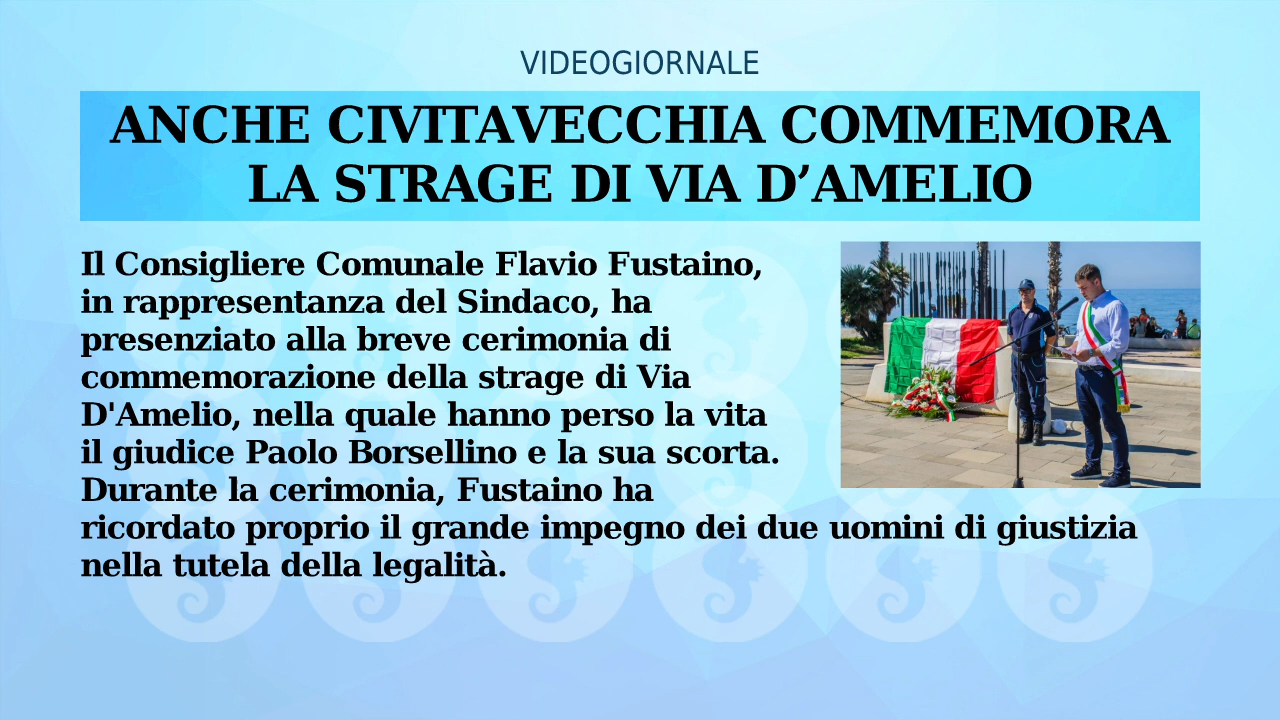 VIDEOGIORNALE
ANCHE CIVITAVECCHIA COMMEMORA
LA STRAGE DI VIA D’AMELIO
Il Consigliere Comunale Flavio Fustaino,
in rappresentanza del Sindaco, ha
presenziato alla breve cerimonia di
commemorazione della strage di Via
D'Amelio, nella quale hanno perso la vita
il giudice Paolo Borsellino e la sua scorta.
Durante la cerimonia, Fustaino ha
ricordato proprio il grande impegno dei due uomini di giustizia
nella tutela della legalità.